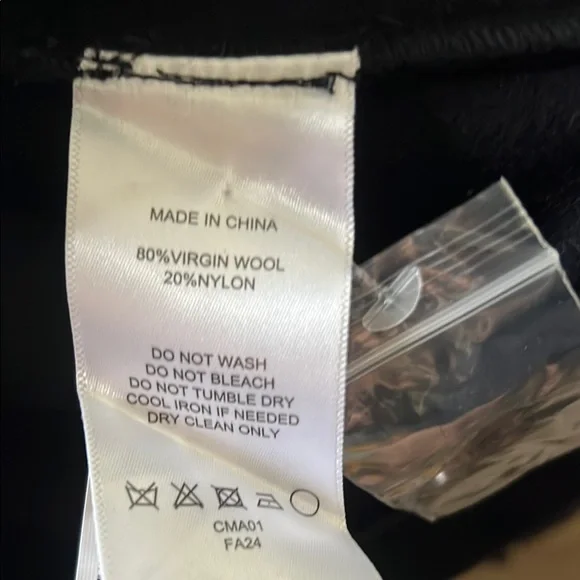 MADE IN CHINA
80%VIRGIN WOOL
20%NYLON
DO NOT WASH
DO NOT BLEACH
DO NOT TUMBLE DRY
COOL IRON IF NEEDED
DRY CLEAN ONLY
CMA01
FA24